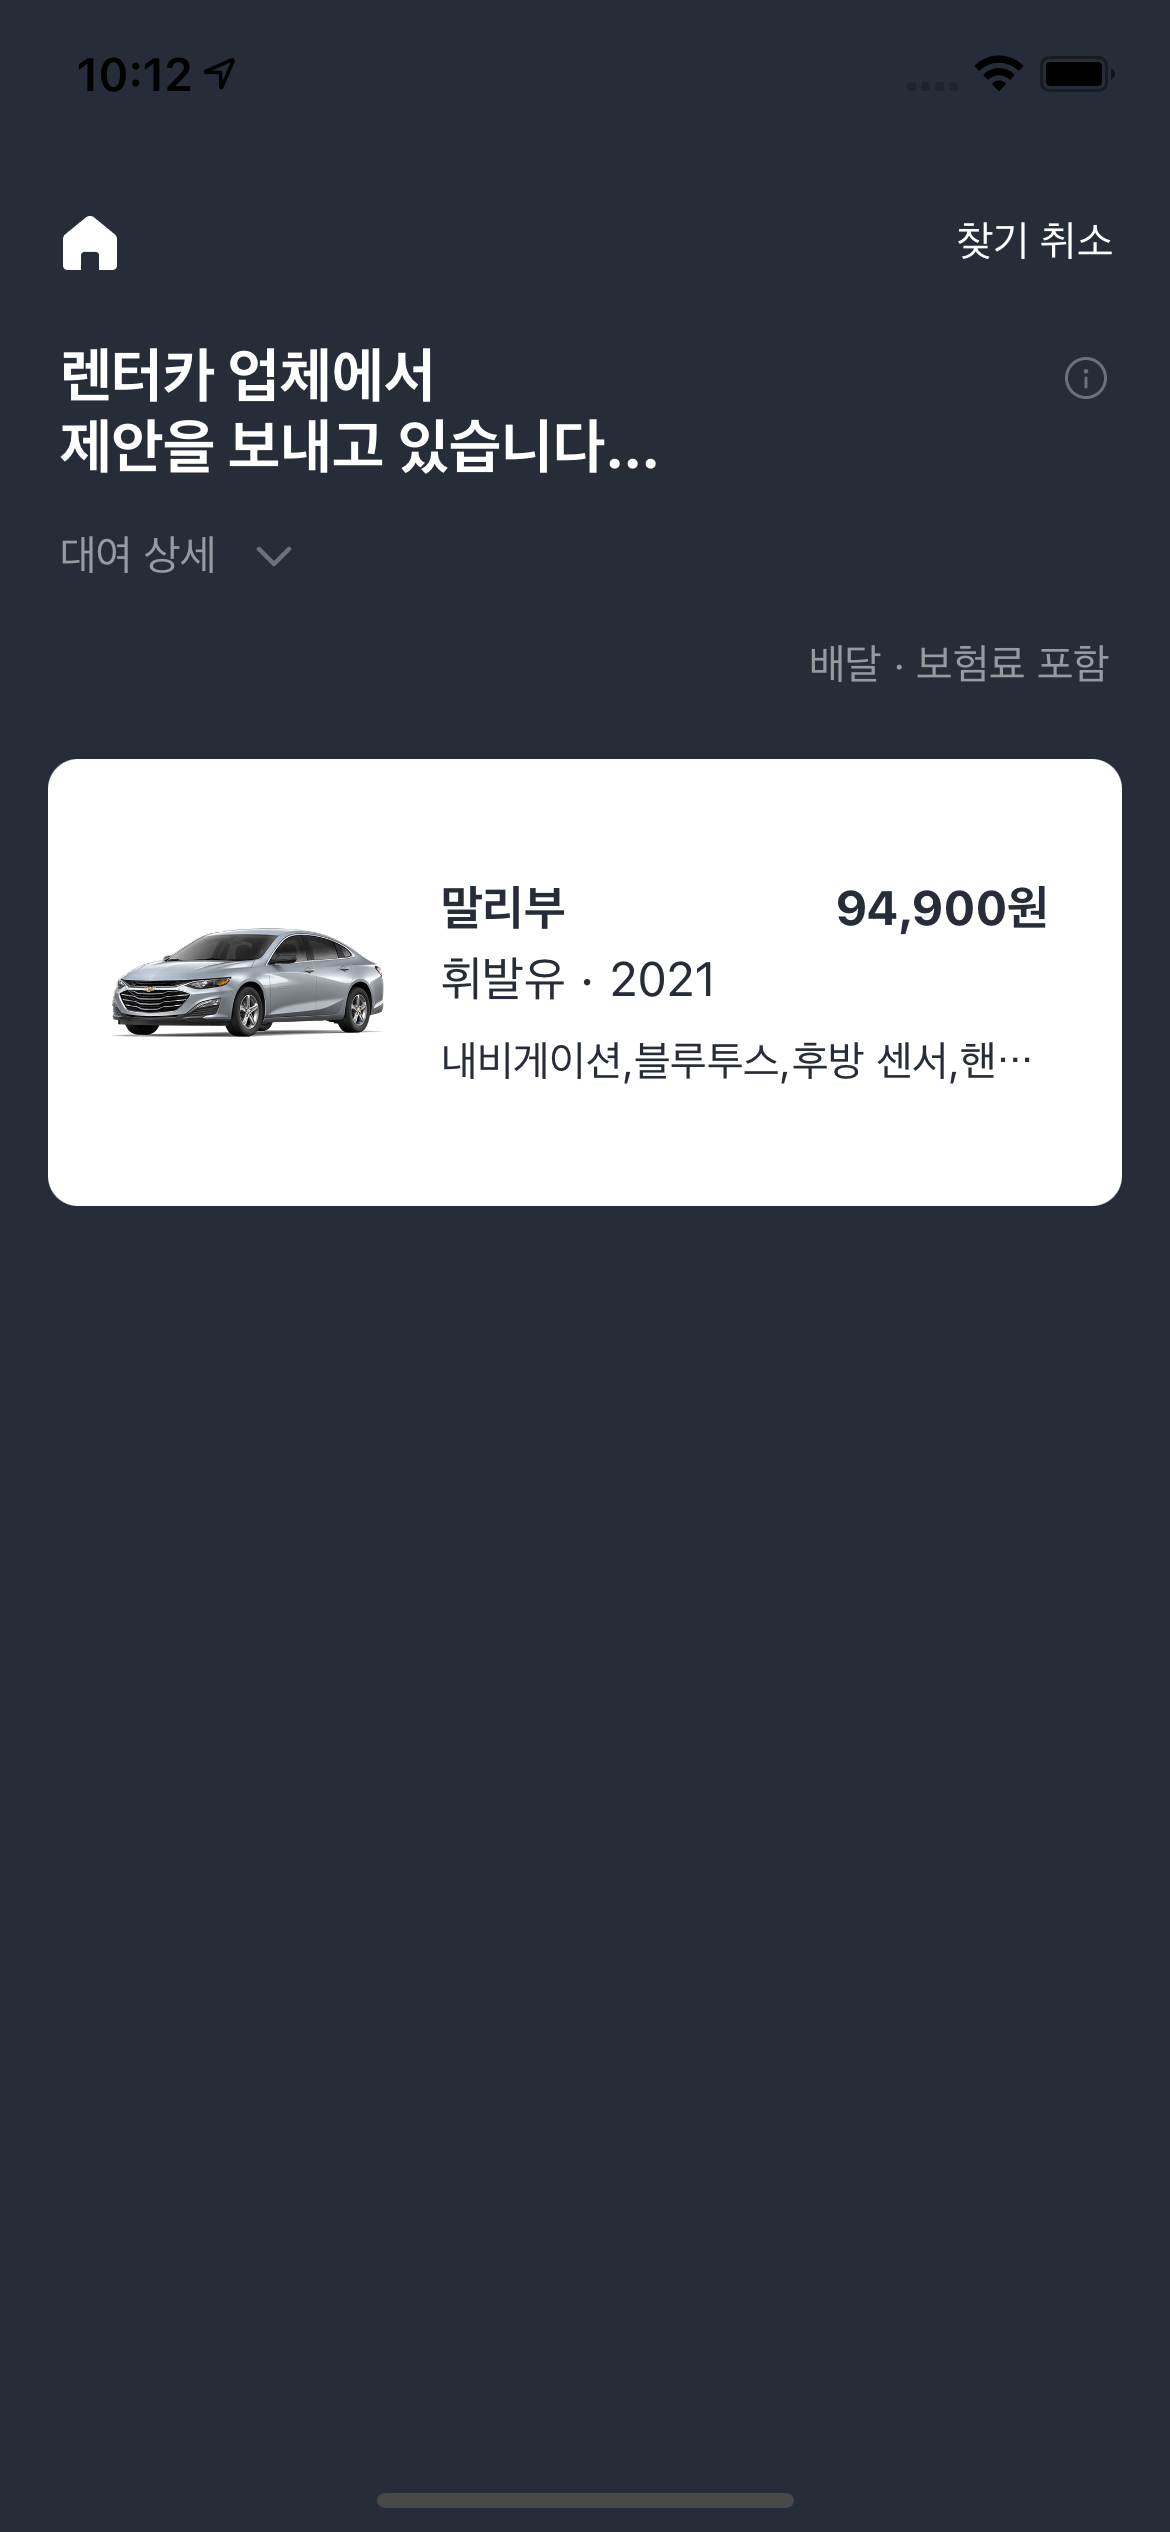 10:12
찾기 취소
렌터카 업체에서
제안을 보내고 있습니다...
대여 상세
배달 · 보험료 포함
말리부 94,900원
휘발유 · 2021
내비게이션,블루투스,후방 센서,핸…